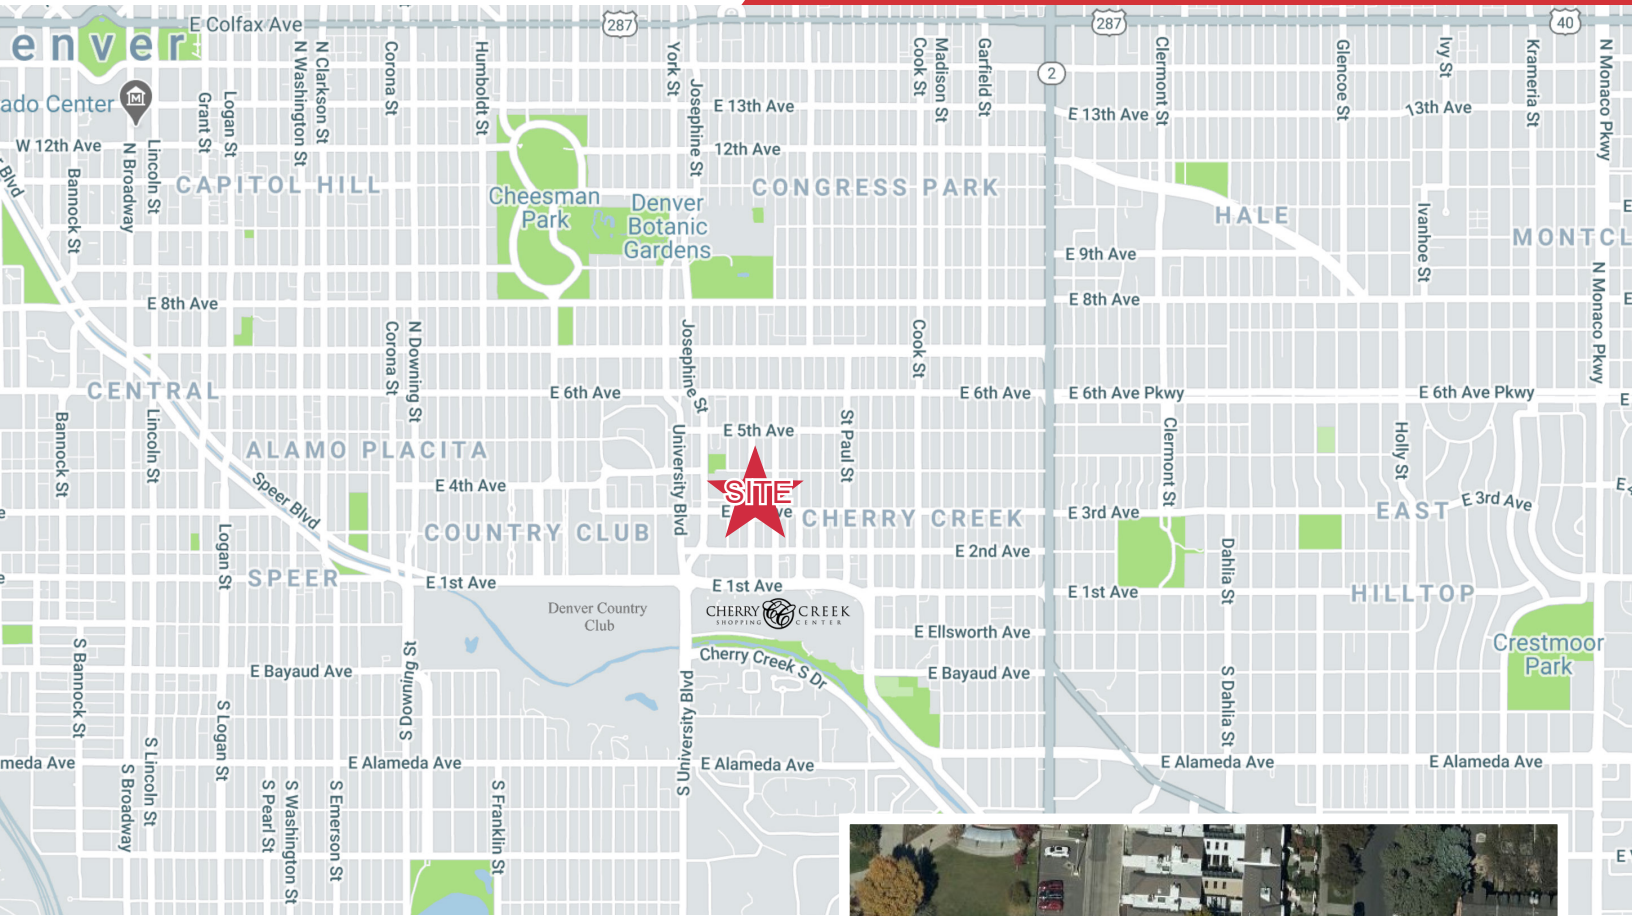 E Colfax Ave
287
287
40
enver
N Washington St
N Clarkson St
Corona St
Humboldt St
York St
Josephine St
Cook St
Madison St
Garfield St
2
Clermont St
Glencoe St
Ivy St
Krameria St
N Monaco Pkwy
ado Center
Grant St
Logan St
E 13th Ave
E 13th Ave
13th Ave
W 12th Ave
N Broadway
Lincoln St
12th Ave
Blvd
Bannock St
CAPITOL HILL
Cheesman
Park
Denver
Botanic
Gardens
CONGRESS PARK
HALE
Ivanhoe St
MONTCL
E
E 9th Ave
N Monaco Pkwy
E 8th Ave
E 8th Ave
E
Corona St
N Downing St
Josephine St
Cook St
CENTRAL
E 6th Ave
E 6th Ave
E 6th Ave Pkwy
E 6th Ave Pkwy
E
Bannock St
Lincoln St
University Blvd
E 5th Ave
St Paul St
Clermont St
Holly St
ALAMO PLACITA
Speer Blvd
E 4th Ave
SITE
E
ve
E 3rd Ave
E 3rd Ave
EAST
E
COUNTRY CLUB
CHERRY CREEK
Logan St
E 2nd Ave
Dahlia St
SPEER
E 1st Ave
E 1st Ave
E 1st Ave
HILLTOP
Denver Country
Club
CHERRY CREEK
SHOPPING CENTER
E Ellsworth Ave
Crestmoor
Park
S Bannock St
E Bayaud Ave
S Downing St
Cherry Creek S Dr
E Bayaud Ave
S University Blvd
S Dahlia St
S Logan St
meda Ave
E Alameda Ave
E Alameda Ave
E Alameda Ave
E Alameda Ave
S Broadway
S Lincoln St
S Pearl St
S Washington St
S Emerson St
S Franklin St
E